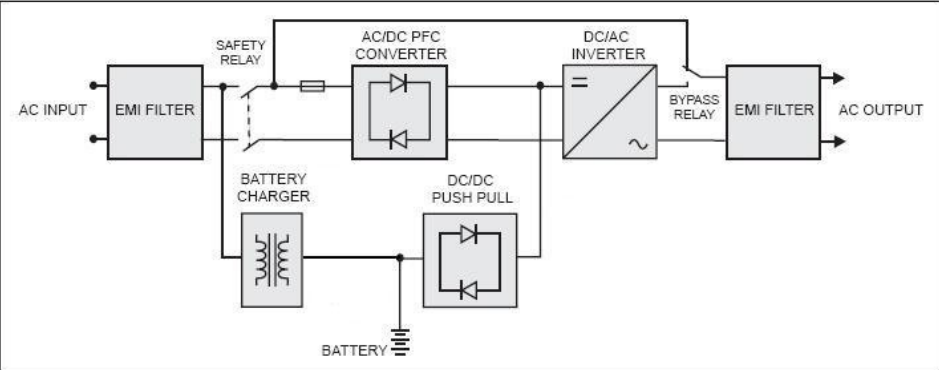 AC/DC PFC
CONVERTER
DC/AC
INVERTER
SAFETY
RELAY
AC INPUT
EMI FILTER
BYPASS
RELAY
EMI FILTER
AC OUTPUT
BATTERY
CHARGER
DC/DC
PUSH PULL
BATTERY